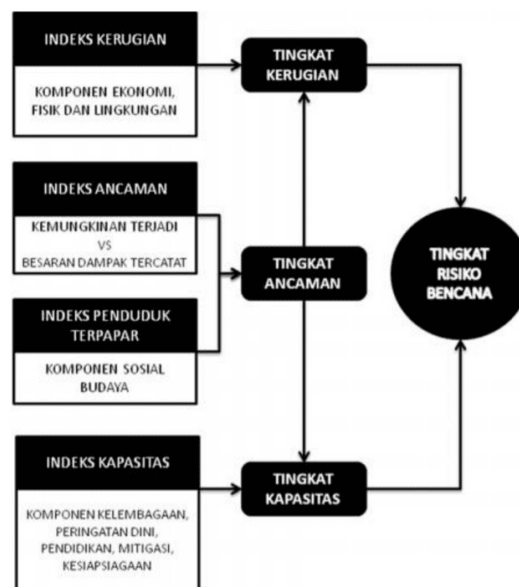 INDEKS KERUGIAN
KOMPONEN EKONOMI,
FISIK DAN LINGKUNGAN
TINGKAT
KERUGIAN
INDEKS ANCAMAN
KEMUNGKINAN TERJADI
VS
BESARAN DAMPAK TERCATAT
INDEKS PENDUDUK
TERPAPAR
KOMPONEN SOSIAL
BUDAYA
TINGKAT
ANCAMAN
TINGKAT
RISIKO
BENCANA
INDEKS KAPASITAS
KOMPONEN KELEMBAGAAN,
PERINGATAN DINI,
PENDIDIKAN, MITIGASI,
KESIAPSIAGAAN
TINGKAT
KAPASITAS